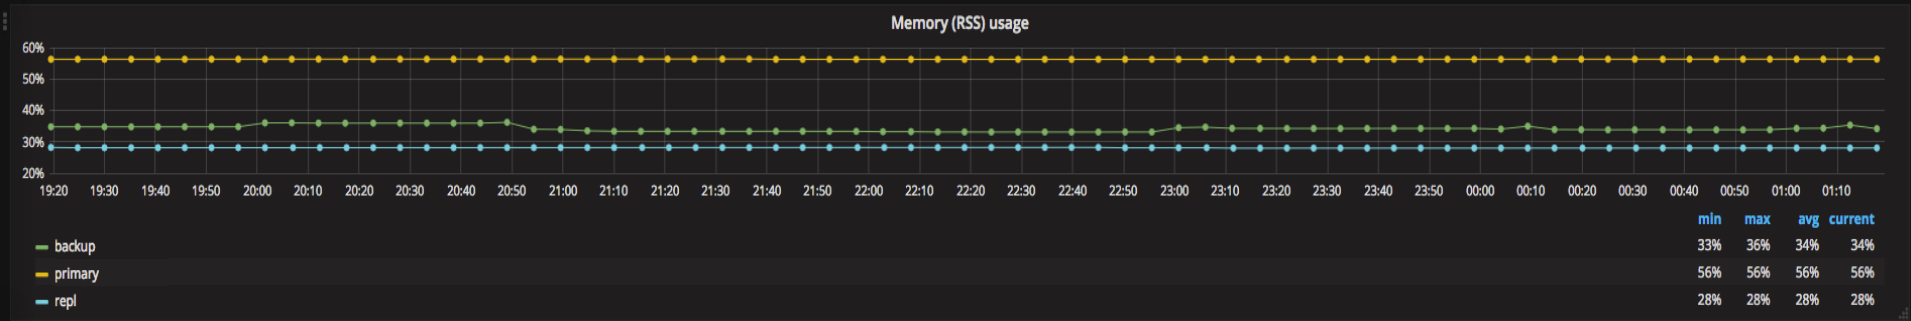 Memory (RSS) usage
60%
50%
40%
30%
20%
19:20 19:30 19:40 19:50 20:00 20:10 20:20 20:30 20:40 20:50 21:00 21:10 21:20 21:30 21:40 21:50 22:00 22:10 22:20 22:30 22:40 22:50 23:00 23:10 23:20 23:30 23:40 23:50 00:00 00:10 00:20 00:30 00:40 00:50 01:00 01:10
min max avg current
backup 33% 36% 34% 34%
primary 56% 56% 56% 56%
repl 28% 28% 28% 28%